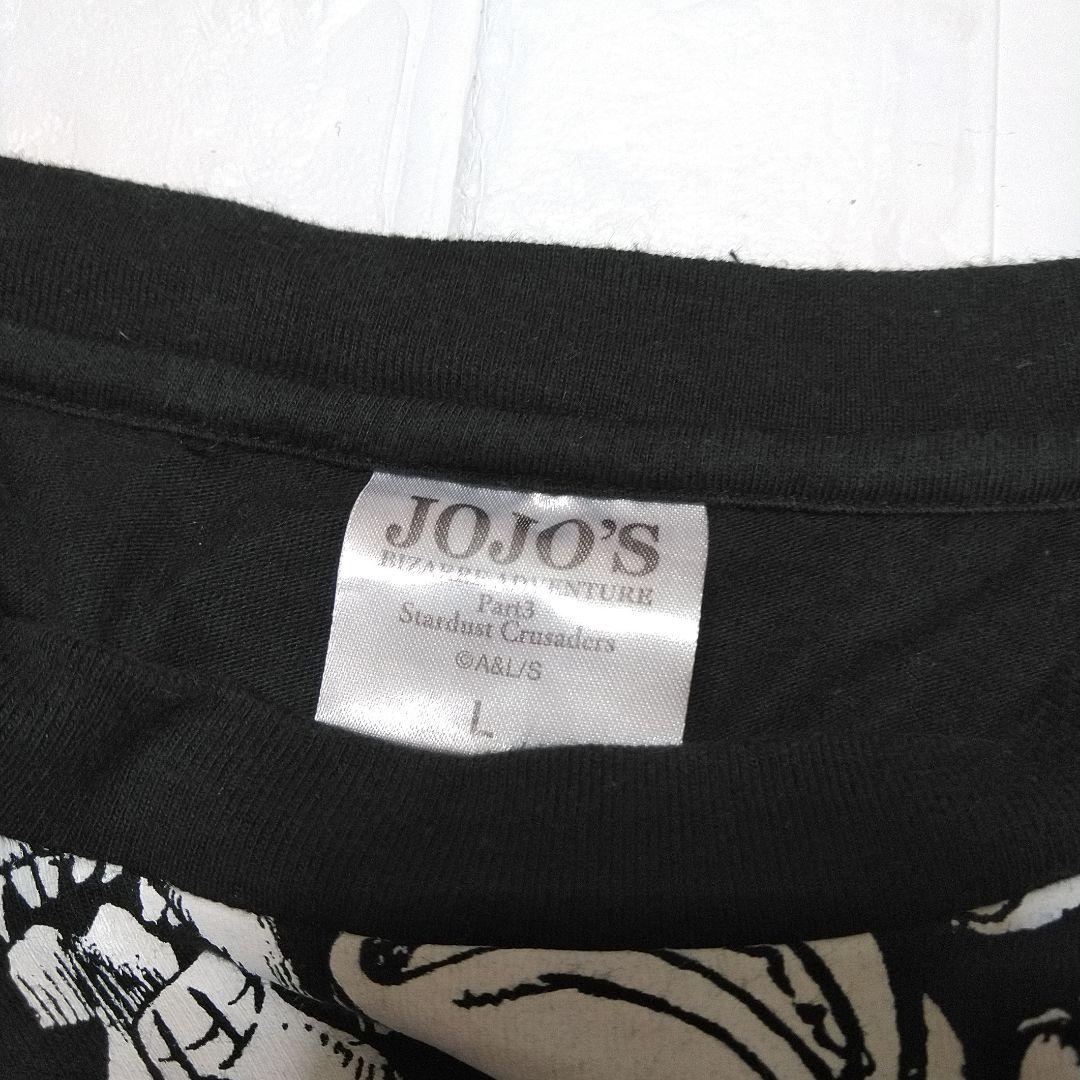 JOJO'S
BIZARRE ADVENTURE
Part3
Stardust Crusaders
©A&L/S
L